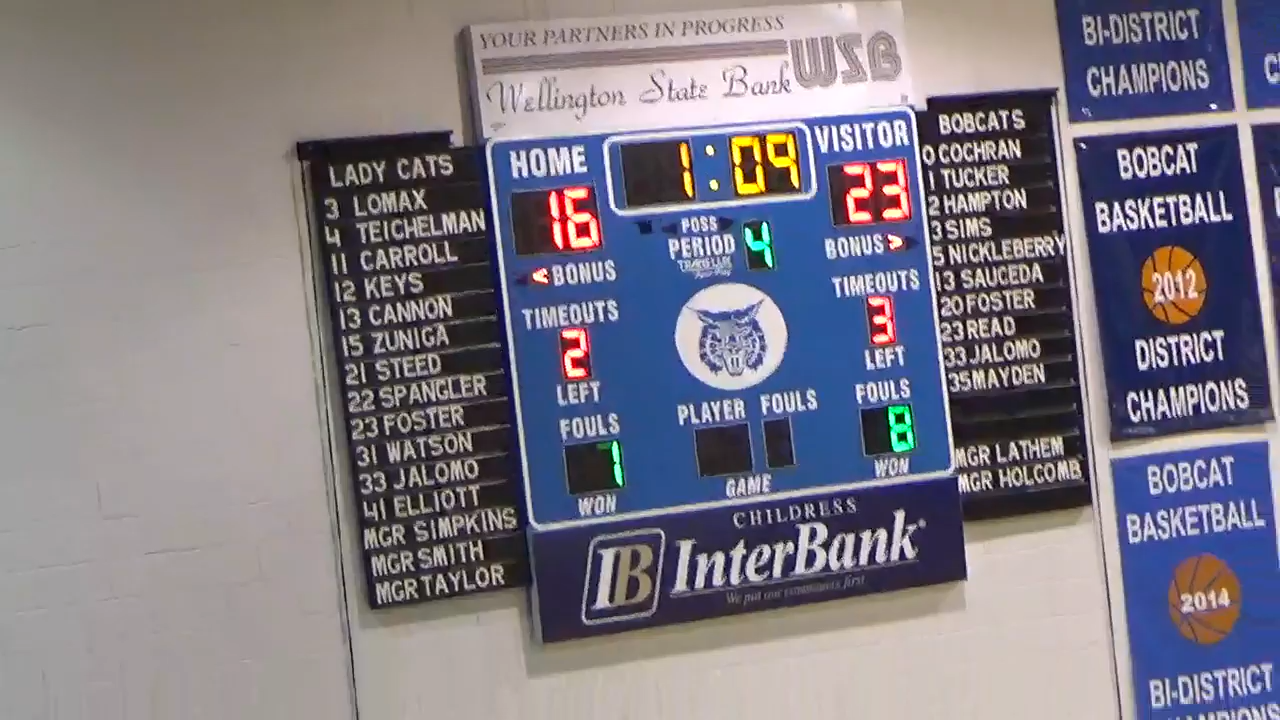 YOUR PARTNERS IN PROGRESS
WSB
Wellington State Bank
HOME
1:09
VISITOR
16
23
POSS
PERIOD
4
BONUS
BONUS
TIMEOUTS
2
LEFT
TIMEOUTS
3
LEFT
FOULS
7
WON
PLAYER FOULS
GAME
FOULS
8
WON
CHILDRESS
IB InterBank
We put our customers first
LADY CATS
3 LOMAX
4 TEICHELMAN
11 CARROLL
12 KEYS
13 CANNON
15 ZUNIGA
21 STEED
22 SPANGLER
23 FOSTER
31 WATSON
33 JALOMO
41 ELLIOTT
MGR SIMPKINS
MGR SMITH
MGR TAYLOR
BOBCATS
0 COCHRAN
1 TUCKER
2 HAMPTON
3 SIMS
5 NICKLEBERRY
13 SAUCEDA
20 FOSTER
23 READ
33 JALOMO
35 MAYDEN
MGR LATHEM
MGR HOLCOMB
BI-DISTRICT
CHAMPIONS
BOBCAT
BASKETBALL
2012
DISTRICT
CHAMPIONS
BOBCAT
BASKETBALL
2014
BI-DISTRICT
CHAMPIONS